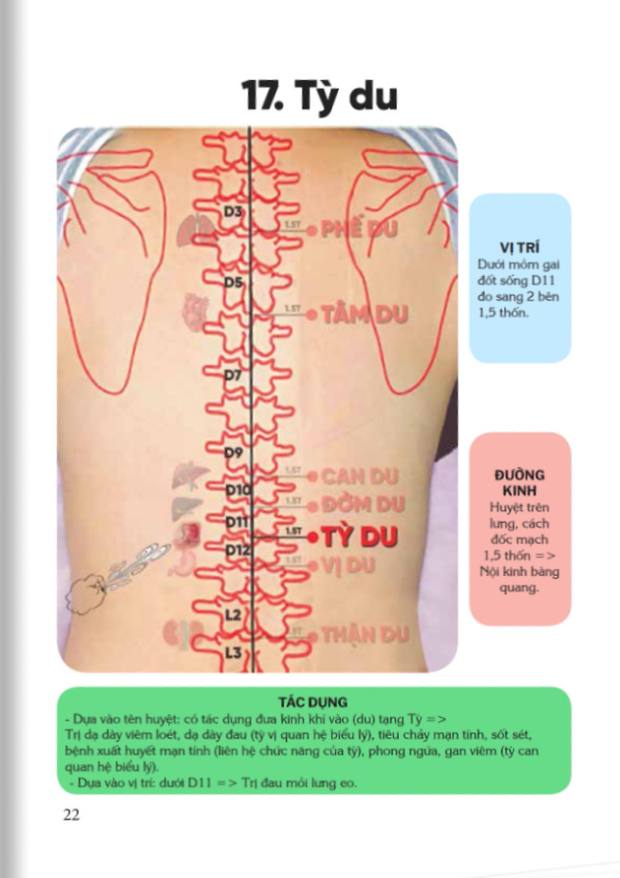 17. Tỳ du
D3
1.5T
PHẾ DU
D5
1.5T
TÂM DU
D7
D9
1.5T
CAN DU
D10
1.5T
ĐỞM DU
D11
1.5T
TỲ DU
D12
1.5T
VỊ DU
L2
1.5T
THẬN DU
L3
VỊ TRÍ
Dưới mỏm gai
đốt sống D11
đo sang 2 bên
1,5 thốn.
ĐƯỜNG
KINH
Huyệt trên
lưng, cách
đốc mạch
1,5 thốn =>
Nội kinh bàng
quang.
TÁC DỤNG
- Dựa vào tên huyệt: có tác dụng đưa kinh khí vào (du) tạng Tỳ =>
Trị dạ dày viêm loét, dạ dày đau (tỳ vị quan hệ biểu lý), tiêu chảy mạn tính, sốt sét,
bệnh xuất huyết mạn tính (liên hệ chức năng của tỳ), phong ngứa, gan viêm (tỳ can
quan hệ biểu lý).
- Dựa vào vị trí: dưới D11 => Trị đau mỏi lưng eo.
22